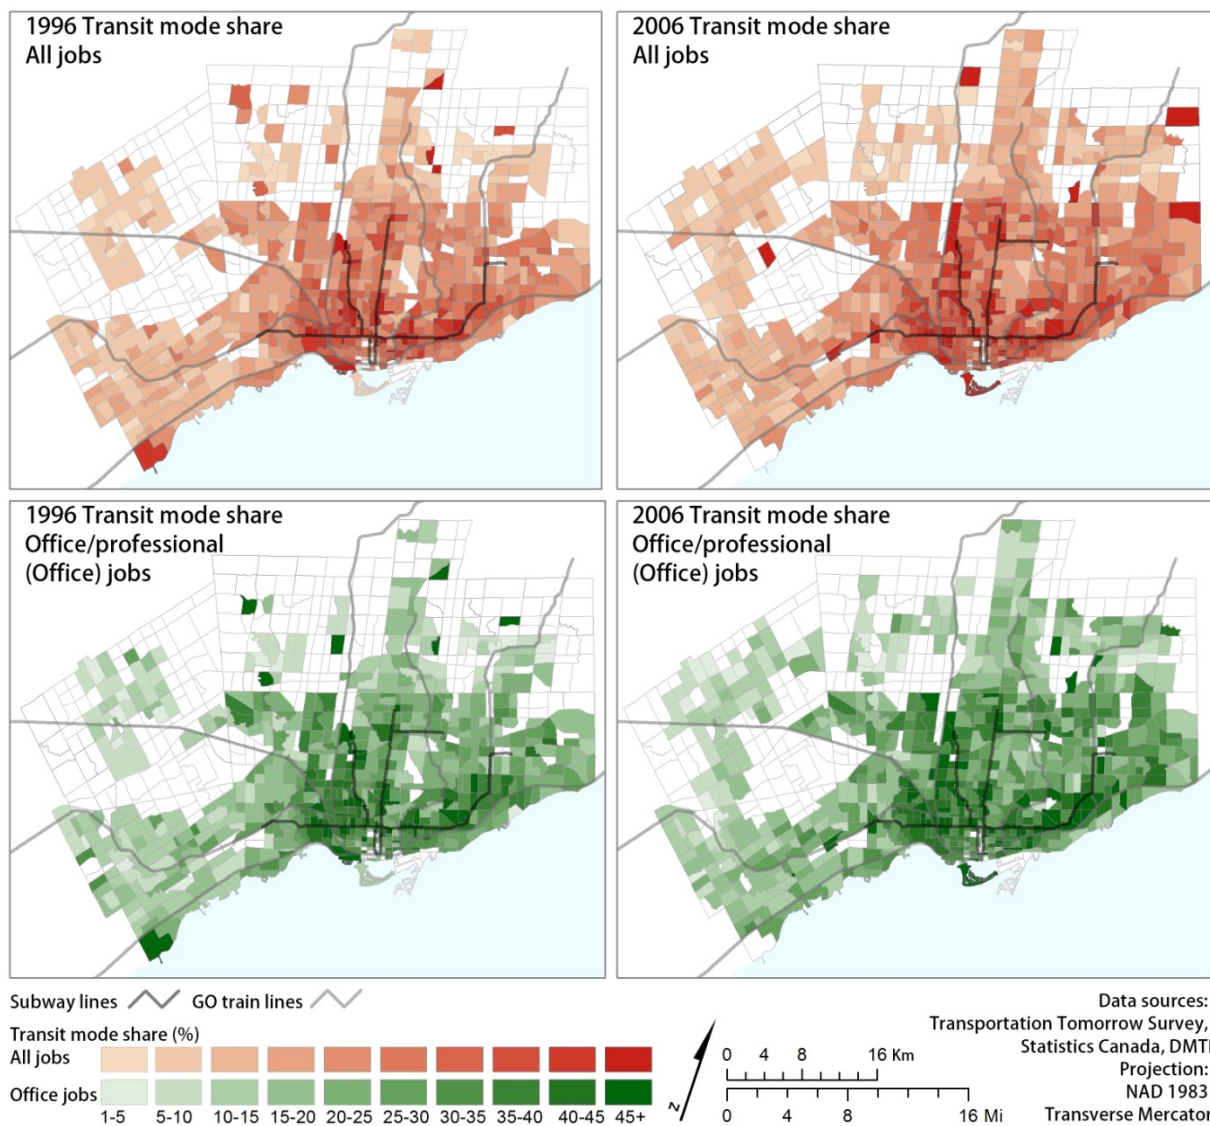 1996 Transit mode share
All jobs
2006 Transit mode share
All jobs
1996 Transit mode share
Office/professional
(Office) jobs
2006 Transit mode share
Office/professional
(Office) jobs
Subway lines
GO train lines
Transit mode share (%)
All jobs
Office jobs
1-5 5-10 10-15 15-20 20-25 25-30 30-35 35-40 40-45 45+
N
0 4 8 16 Km
0 4 8 16 Mi
Data sources:
Transportation Tomorrow Survey,
Statistics Canada, DMTI
Projection:
NAD 1983
Transverse Mercator